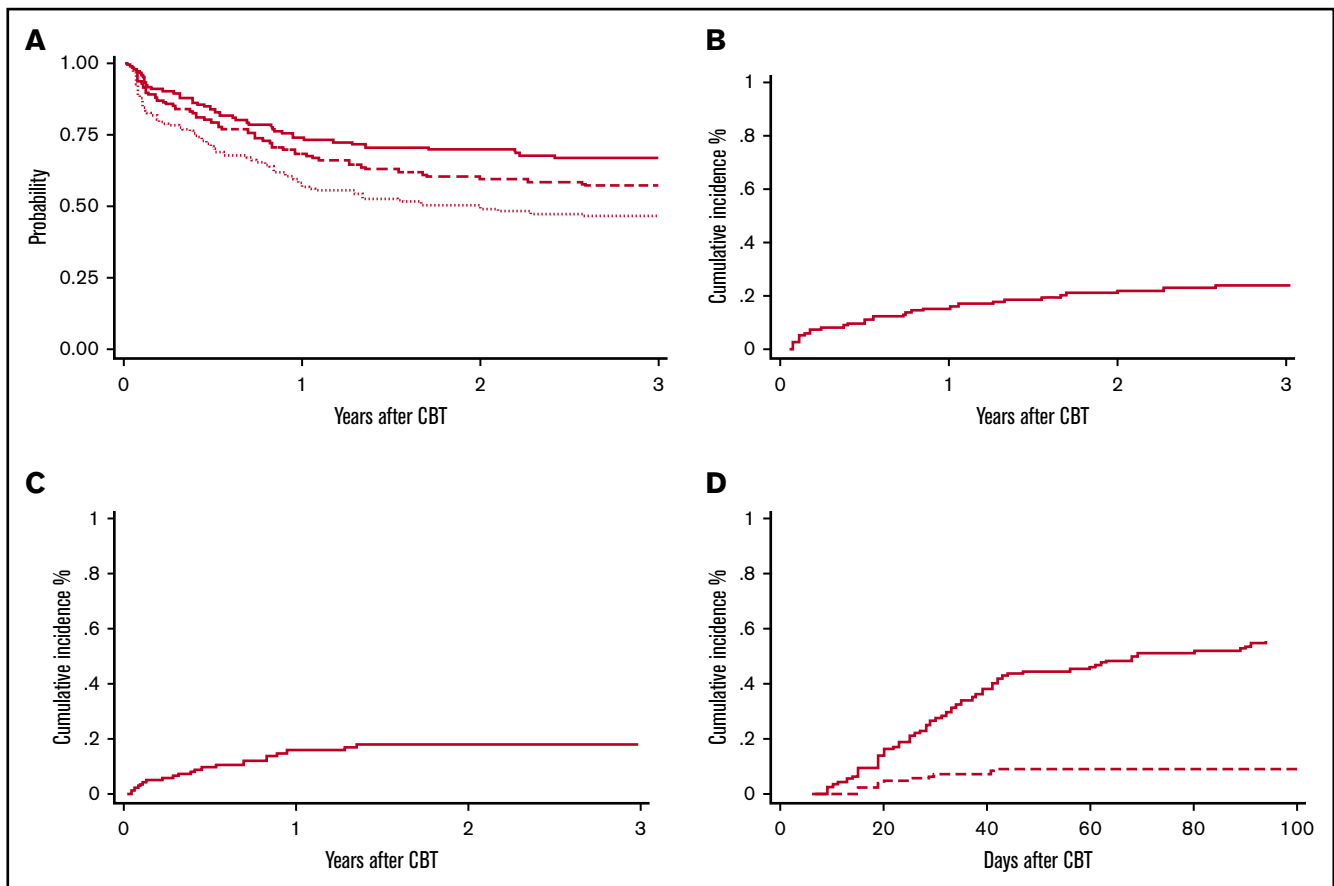 A
1.00
0.75
0.50
0.25
0.00
Probability
0 1 2 3
Years after CBT
B
1
.8
.6
.4
.2
0
Cumulative incidence %
0 1 2 3
Years after CBT
C
1
.8
.6
.4
.2
0
Cumulative incidence %
0 1 2 3
Years after CBT
D
1
.8
.6
.4
.2
0
Cumulative incidence %
0 20 40 60 80 100
Days after CBT